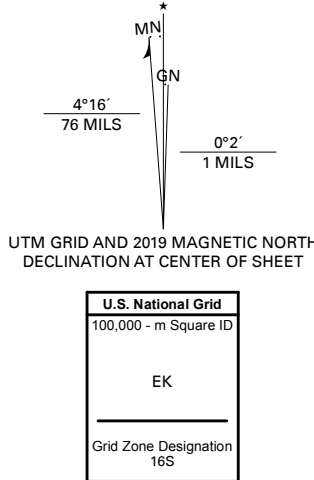 MN
GN
4°16´
76 MILS
0°2´
1 MILS
UTM GRID AND 2019 MAGNETIC NORTH
DECLINATION AT CENTER OF SHEET
U.S. National Grid
100,000 - m Square ID
EK
Grid Zone Designation
16S